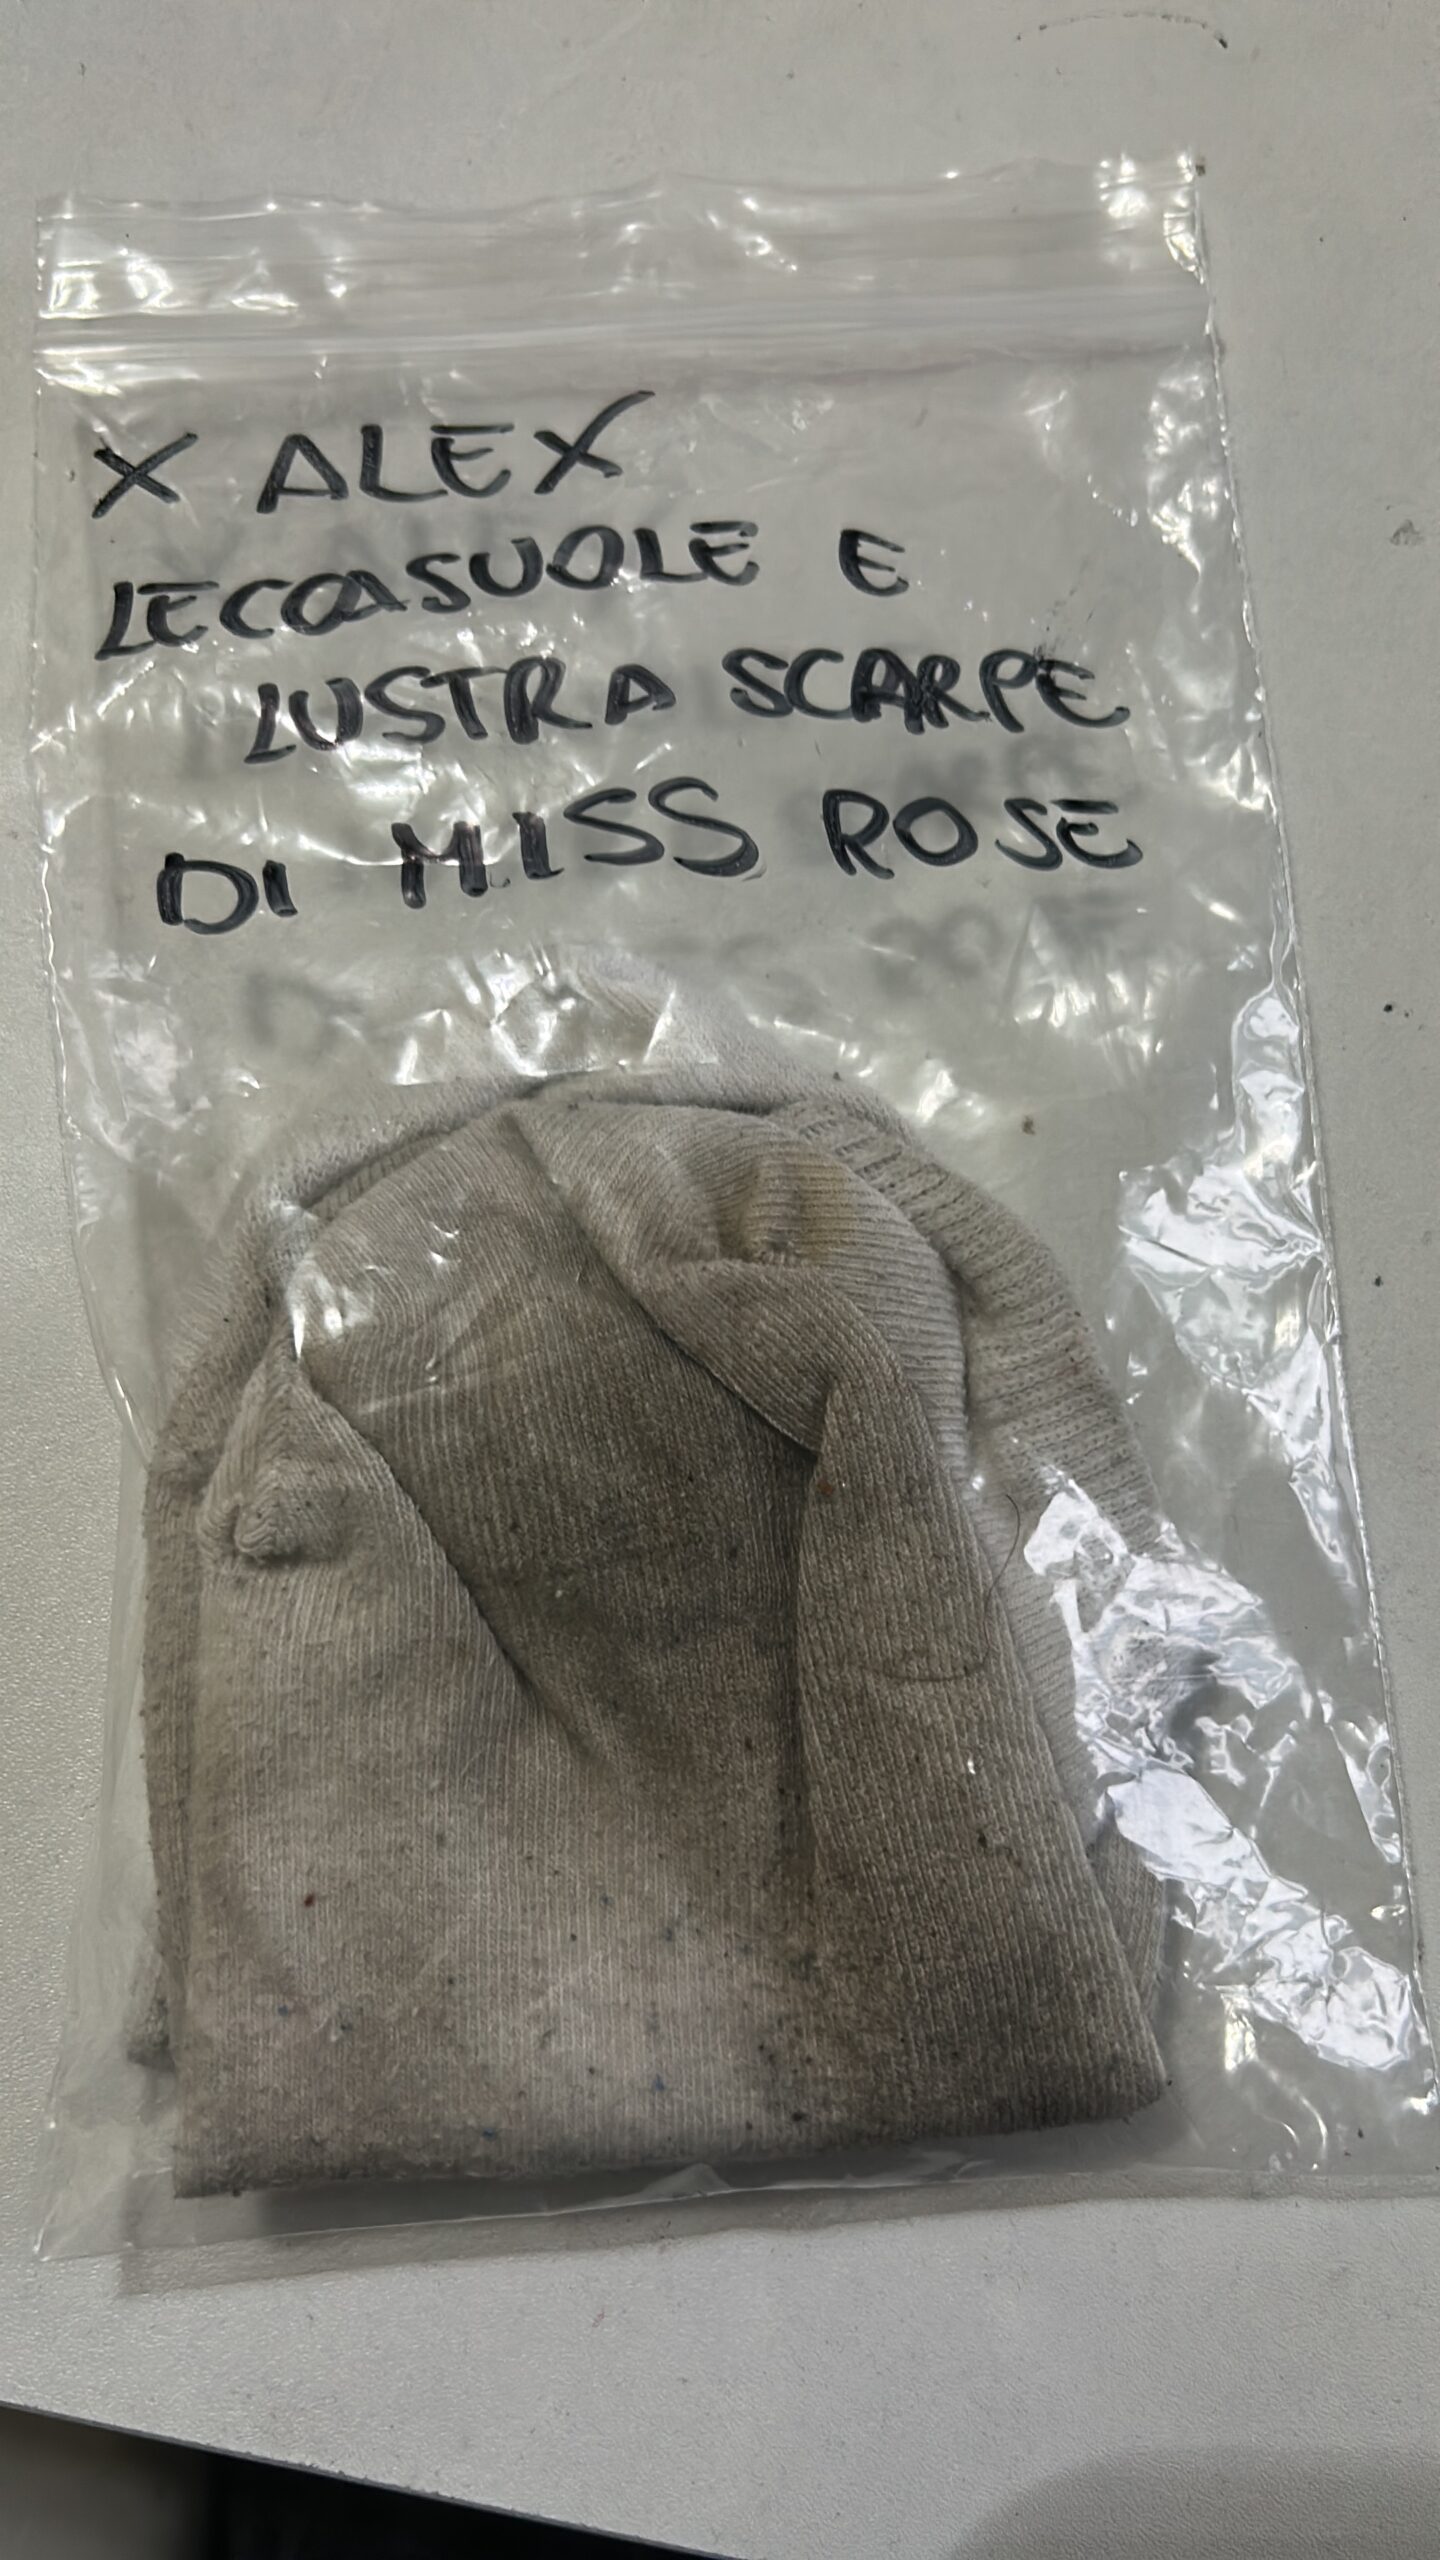 X ALEX
LECCASUOLE E
LUSTRA SCARPE
DI MISS ROSE